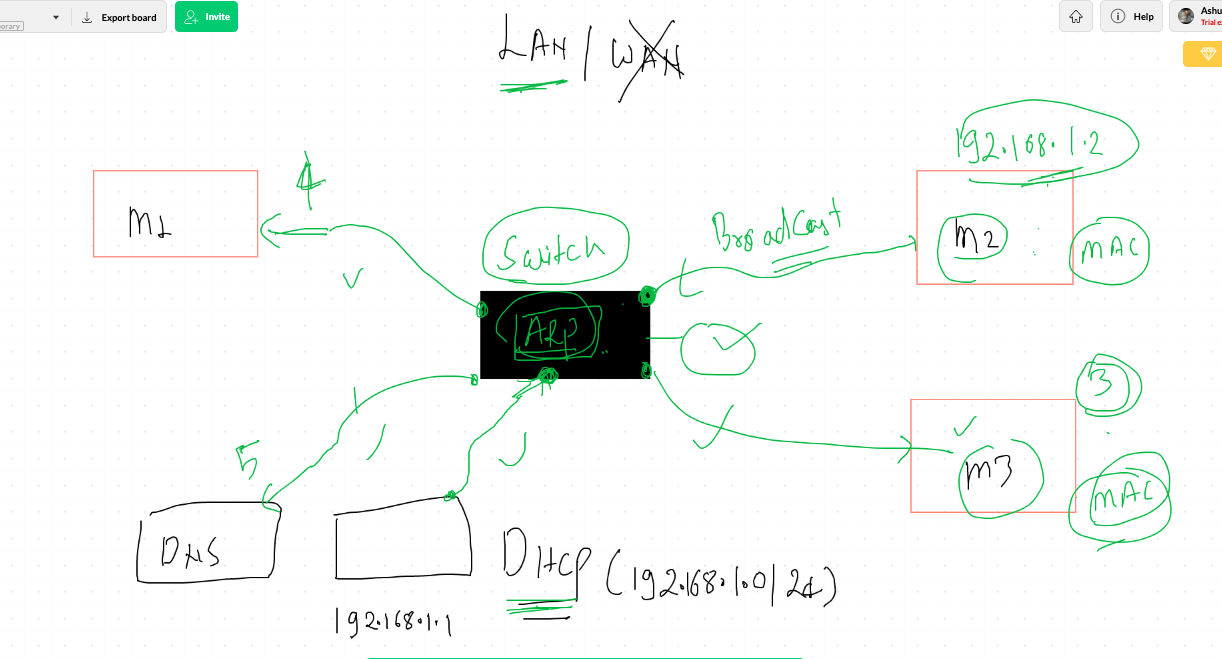 orary
Export board
Invite
Help
Ashu
Trial e
LAN / WAN
192.168.1.2
4
M1
Switch
BroadCast
M2
MAC
ARP
3
5
M3
MAC
DNS
DHCP (192.168.1.0/24)
192.168.1.1